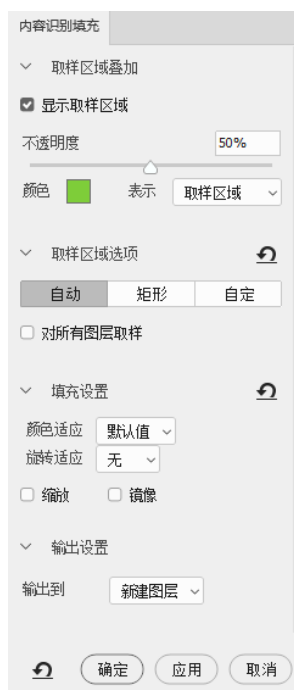 内容识别填充
取样区域叠加
显示取样区域
不透明度 50%
颜色 表示 取样区域
取样区域选项
自动 矩形 自定
对所有图层取样
填充设置
颜色适应 默认值
旋转适应 无
缩放 镜像
输出设置
输出到 新建图层
确定 应用 取消